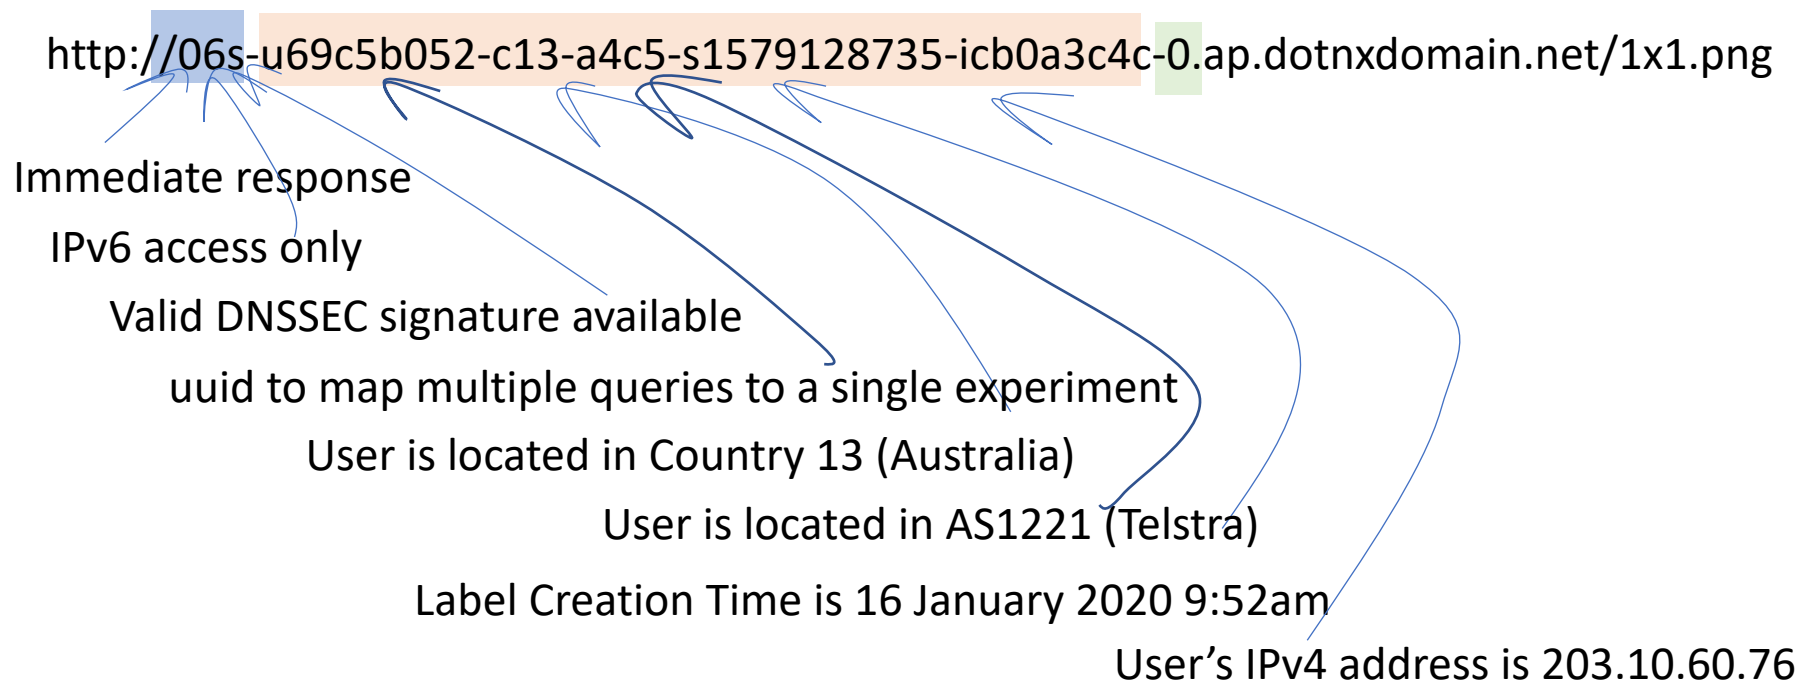 http://06s-u69c5b052-c13-a4c5-s1579128735-icb0a3c4c-0.ap.dotnxdomain.net/1x1.png
Immediate response
IPv6 access only
Valid DNSSEC signature available
uuid to map multiple queries to a single experiment
User is located in Country 13 (Australia)
User is located in AS1221 (Telstra)
Label Creation Time is 16 January 2020 9:52am
User’s IPv4 address is 203.10.60.76